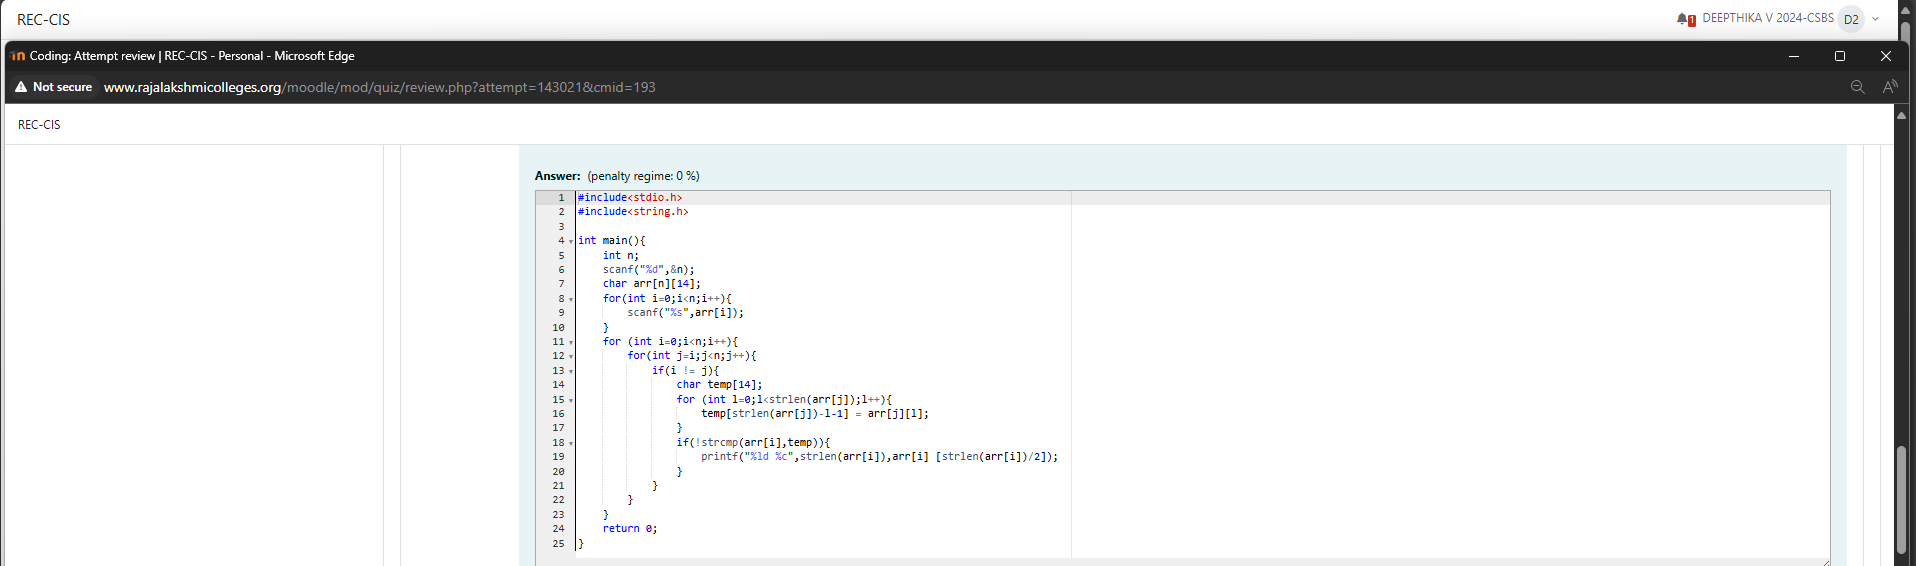 REC-CIS
1 DEEPTHIKA V 2024-CSBS D2
in Coding: Attempt review | REC-CIS - Personal - Microsoft Edge
Not secure www.rajalakshmicolleges.org/moodle/mod/quiz/review.php?attempt=143021&cmid=193
REC-CIS
Answer: (penalty regime: 0 %)
1 #include<stdio.h>
2 #include<string.h>
3
4 int main(){
5     int n;
6     scanf("%d",&n);
7     char arr[n][14];
8     for(int i=0;i<n;i++){
9         scanf("%s",arr[i]);
10     }
11     for (int i=0;i<n;i++){
12         for(int j=i;j<n;j++){
13             if(i != j){
14                 char temp[14];
15                 for (int l=0;l<strlen(arr[j]);l++){
16                     temp[strlen(arr[j])-l-1] = arr[j][l];
17                 }
18                 if(!strcmp(arr[i],temp)){
19                     printf("%ld %c",strlen(arr[i]),arr[i] [strlen(arr[i])/2]);
20                 }
21             }
22         }
23     }
24     return 0;
25 }